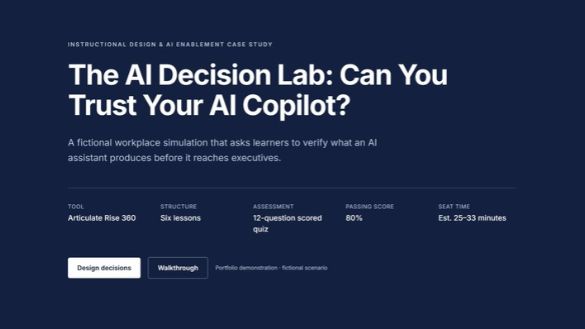 INSTRUCTIONAL DESIGN & AI ENABLEMENT CASE STUDY
The AI Decision Lab: Can You
Trust Your AI Copilot?
A fictional workplace simulation that asks learners to verify what an AI
assistant produces before it reaches executives.
TOOL
Articulate Rise 360
STRUCTURE
Six lessons
ASSESSMENT
12-question scored
quiz
PASSING SCORE
80%
SEAT TIME
Est. 25–33 minutes
Design decisions
Walkthrough
Portfolio demonstration · fictional scenario